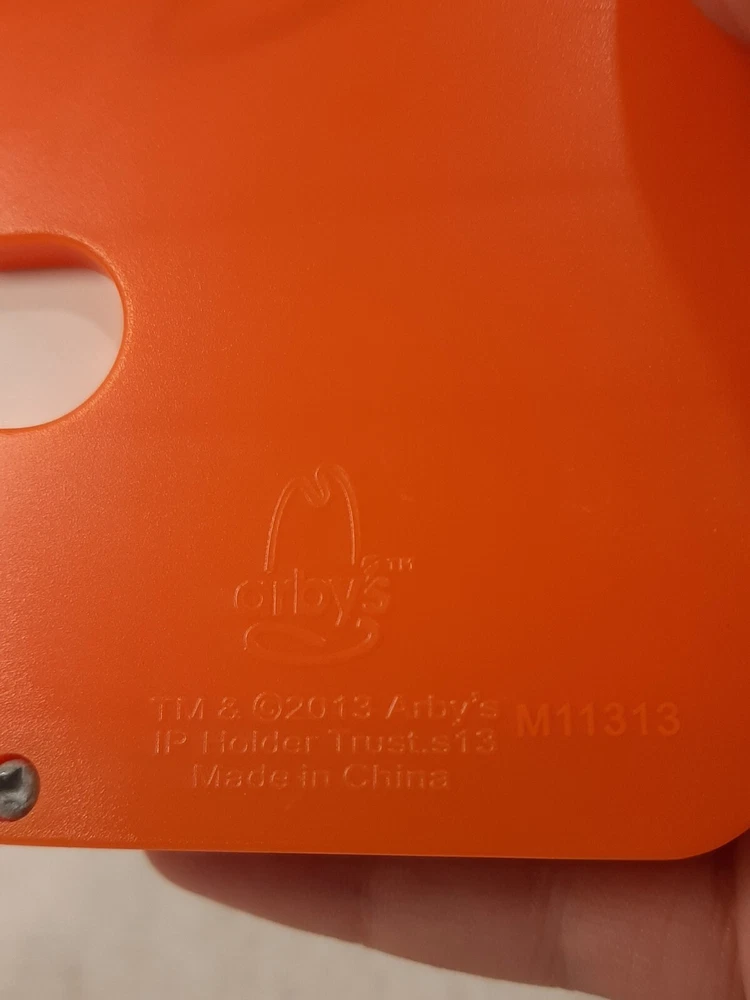 arby's ™
TM & ©2013 Arby's
IP Holder Trust.s13
Made in China
M11313